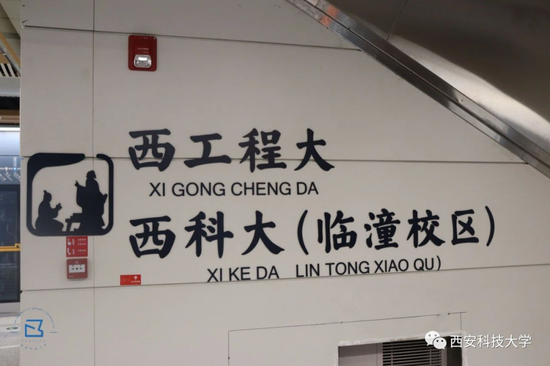 西工程大
XI GONG CHENG DA
西科大(临潼校区)
XI KE DA LIN TONG XIAO QU)
西安科技大学